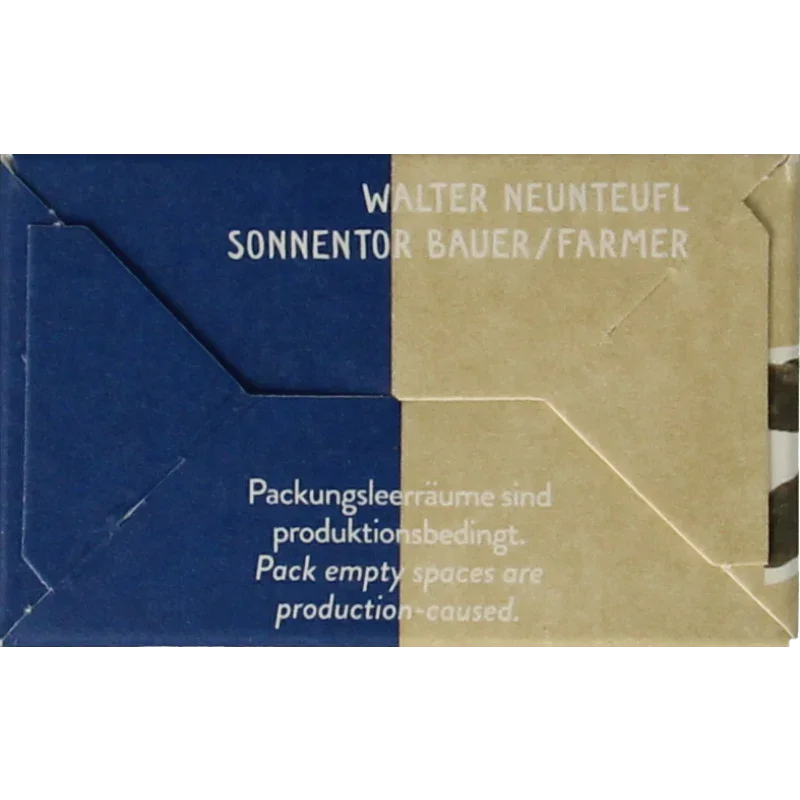 WALTER NEUNTEUFL
SONNENTOR BAUER/FARMER
Packungsleerräume sind
produktionsbedingt.
Pack empty spaces are
production-caused.